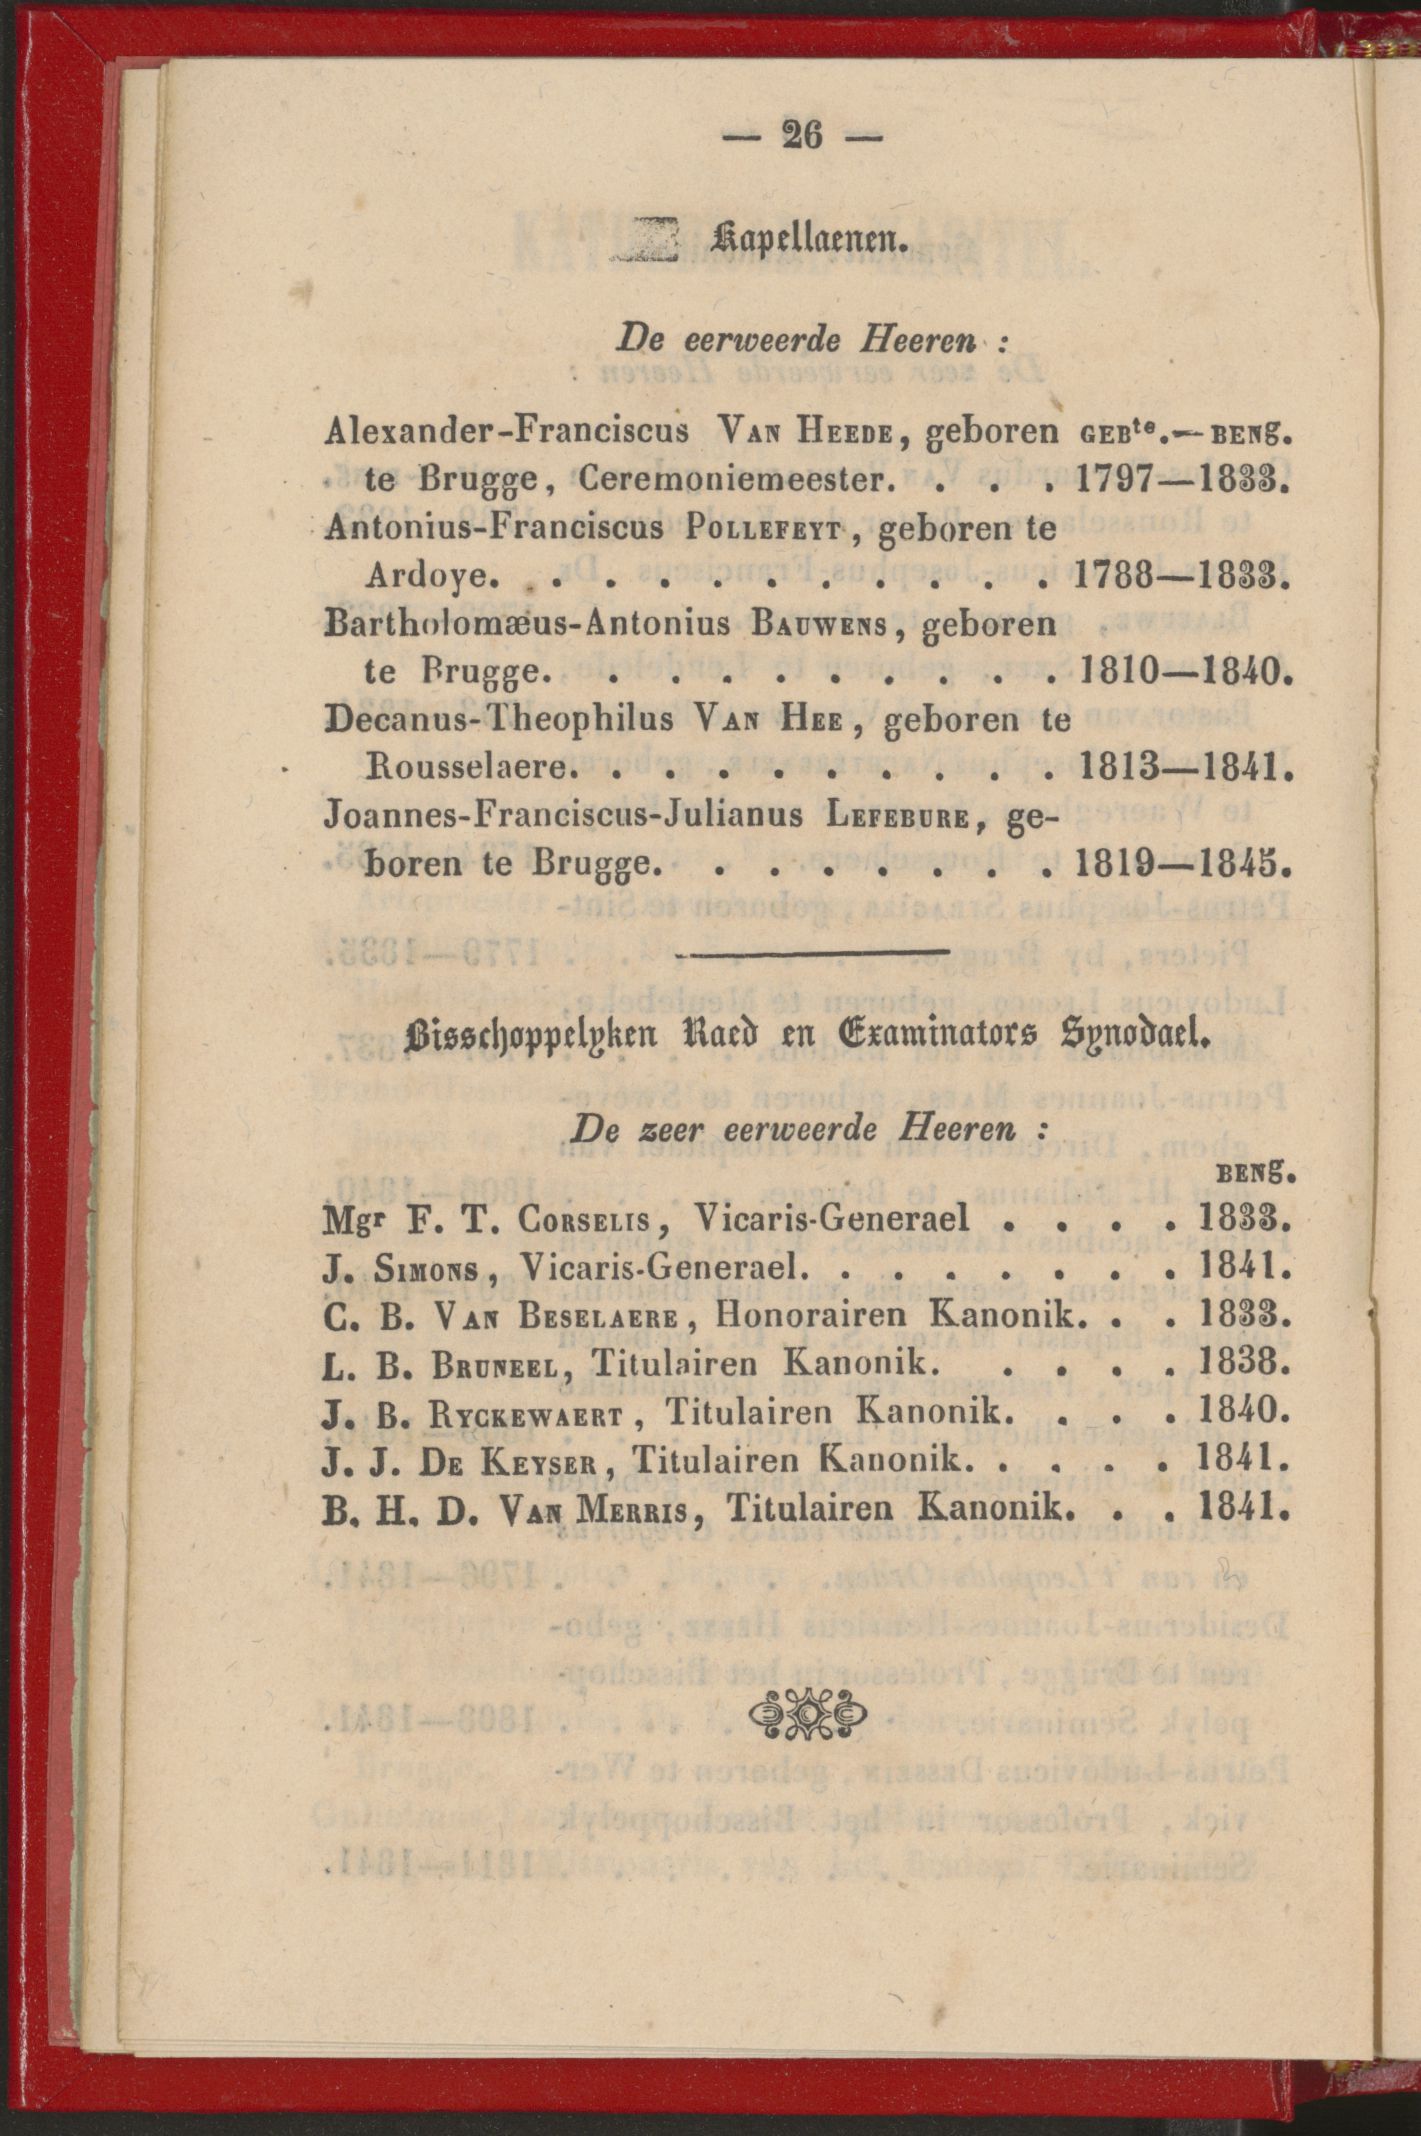 — 26 —
Kapellaenen.
De eerweerde Heeren :
Alexander-Franciscus VAN HEEDE, geboren GEBte.—BENG.
te Brugge, Ceremoniemeester. . . . 1797—1833.
Antonius-Franciscus POLLEFEYT, geboren te
Ardoye. . . . . . . . . . . 1788—1833.
Bartholomæus-Antonius BAUWENS, geboren
te Brugge. . . . . . . . . . 1810—1840.
Decanus-Theophilus VAN HEE, geboren te
Rousselaere. . . . . . . . . . 1813—1841.
Joannes-Franciscus-Julianus LEFEBURE, ge-
boren te Brugge. . . . . . . . 1819—1845.
Bisschoppelyken Raed en Examinators Synodael.
De zeer eerweerde Heeren :
BENG.
Mgr F. T. CORSELIS, Vicaris-Generael . . . . 1833.
J. SIMONS, Vicaris-Generael. . . . . . . . 1841.
C. B. VAN BESELAERE, Honorairen Kanonik. . . 1833.
L. B. BRUNEEL, Titulairen Kanonik. . . . . 1838.
J. B. RYCKEWAERT, Titulairen Kanonik. . . . 1840.
J. J. DE KEYSER, Titulairen Kanonik. . . . . 1841.
B. H. D. VAN MERRIS, Titulairen Kanonik. . . 1841.